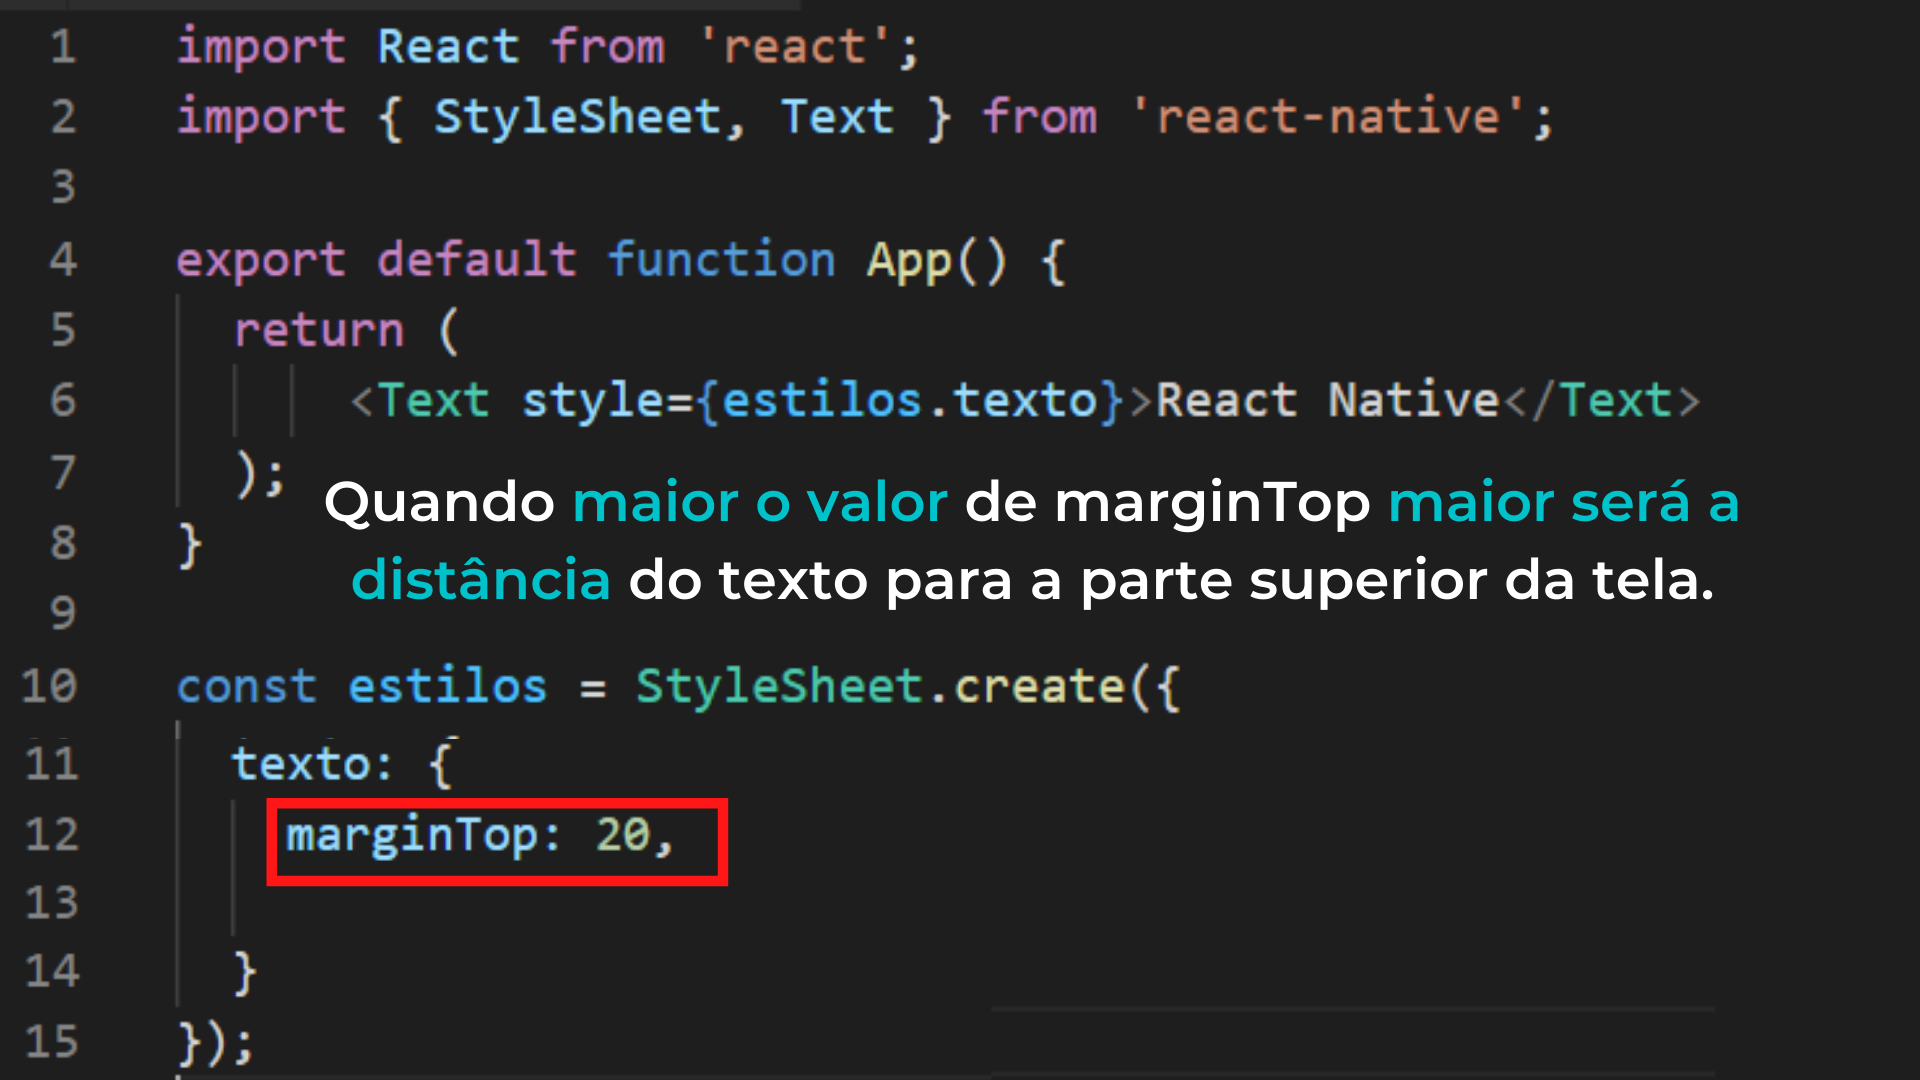 1 import React from 'react';
2 import { StyleSheet, Text } from 'react-native';
3
4 export default function App() {
5 return (
6 <Text style={estilos.texto}>React Native</Text>
7 );
Quando maior o valor de marginTop maior será a
8 }
distância do texto para a parte superior da tela.
9
10 const estilos = StyleSheet.create({
11 texto: {
12 marginTop: 20,
13
14 }
15 });